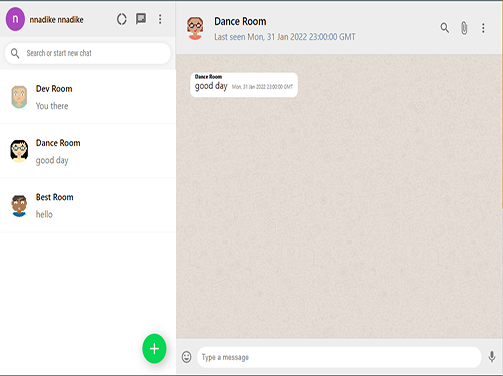 n nnadike nnadike
Search or start new chat
Dev Room
You there
Dance Room
good day
Best Room
hello
Dance Room
Last seen Mon, 31 Jan 2022 23:00:00 GMT
Dance Room
good day Mon, 31 Jan 2022 23:00:00 GMT
Type a message